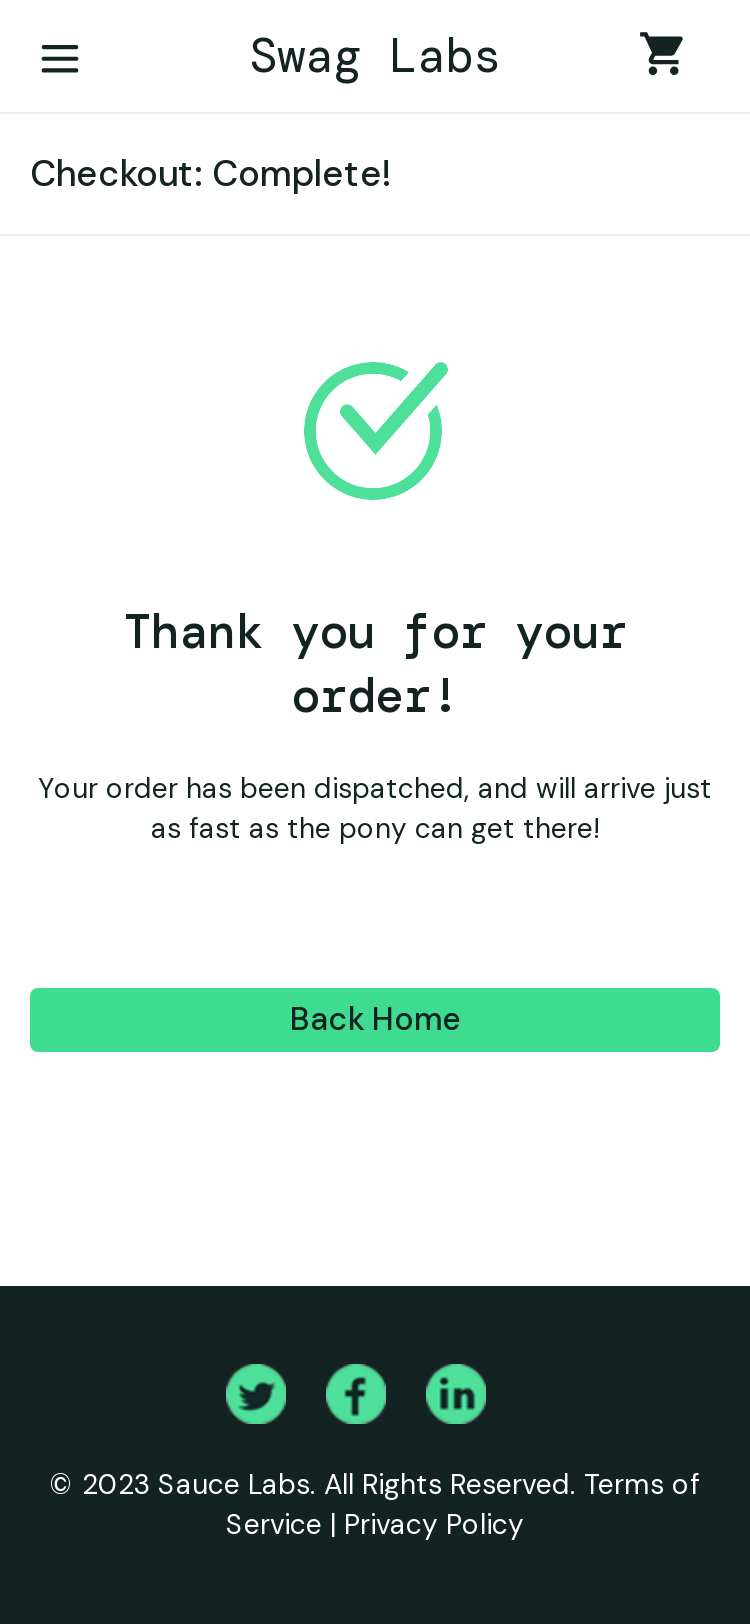 Swag Labs
Checkout: Complete!
Thank you for your
order!
Your order has been dispatched, and will arrive just
as fast as the pony can get there!
Back Home
© 2023 Sauce Labs. All Rights Reserved. Terms of
Service | Privacy Policy